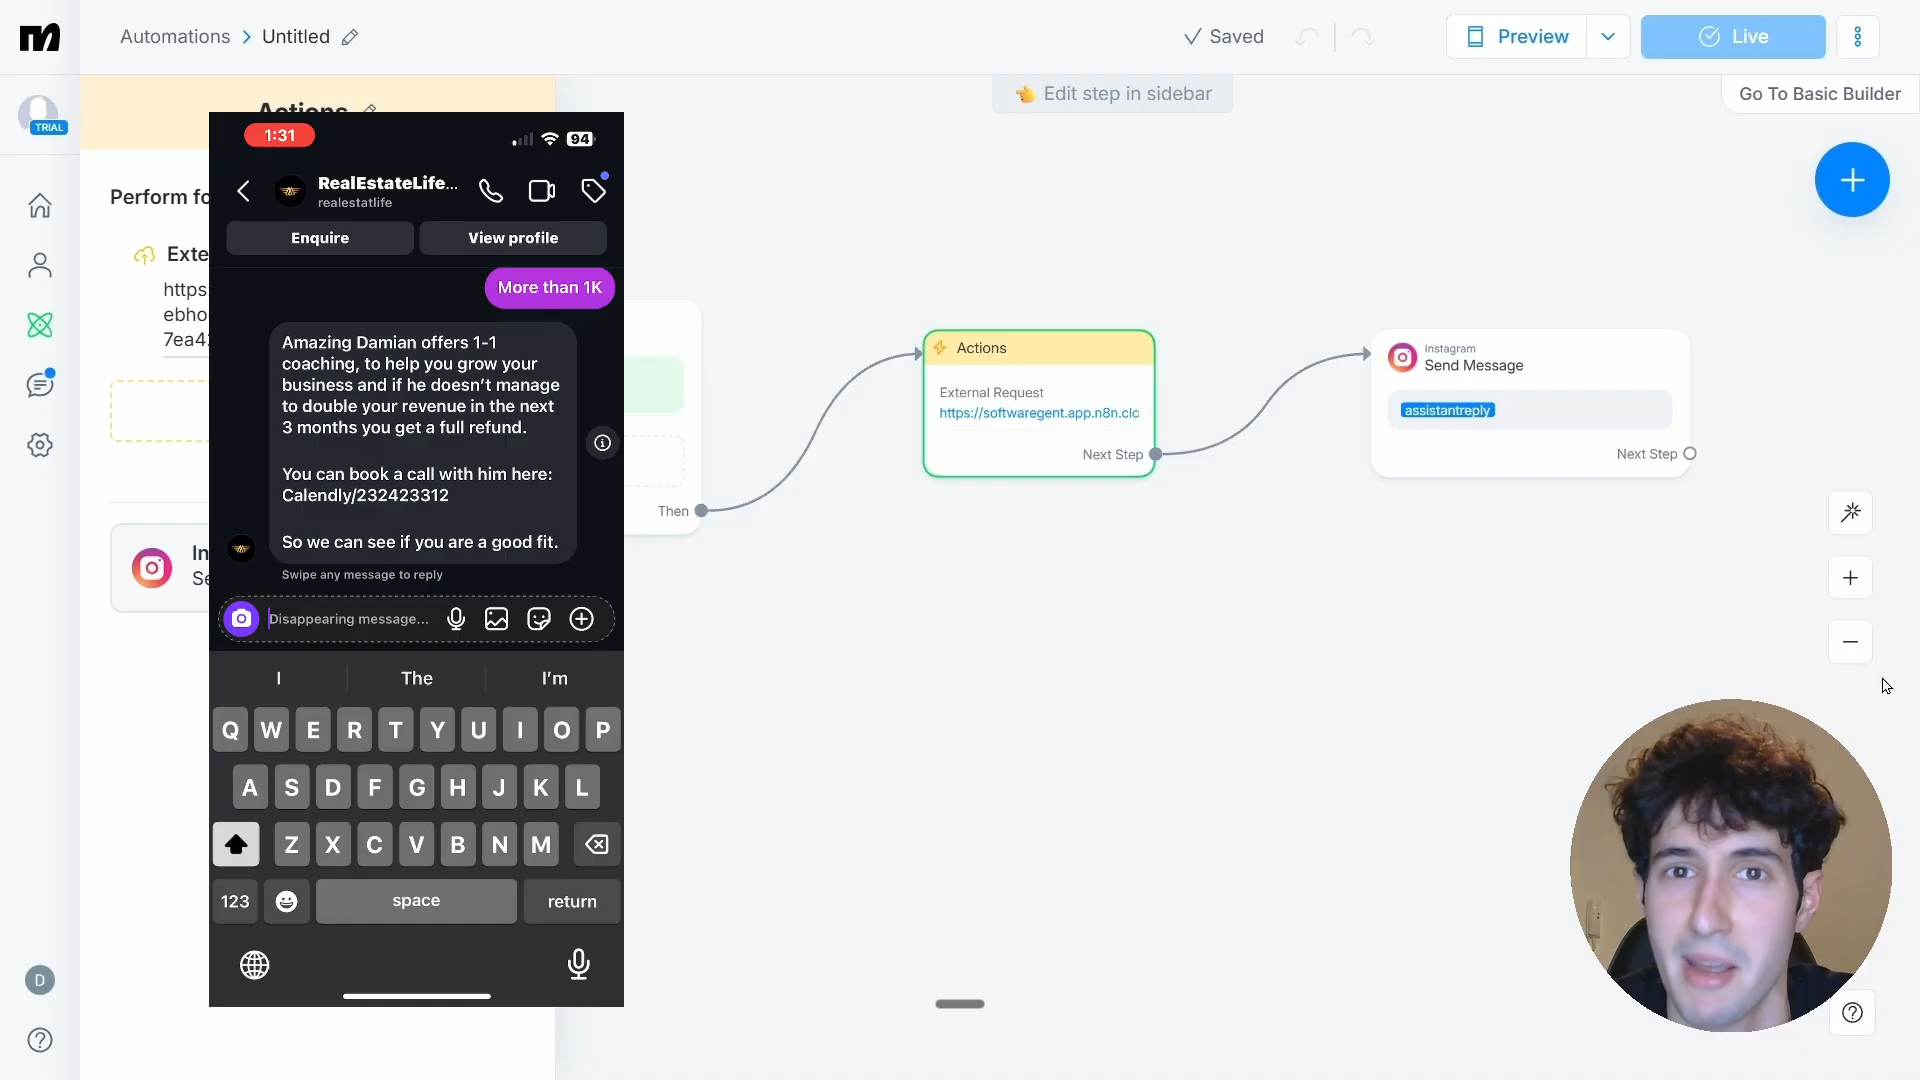 Automations > Untitled
Saved
Preview
Live
TRIAL
Actions
Edit step in sidebar
Go To Basic Builder
Perform fo
Exte
https
ebho
7ea4
In
Se
1:31
94
RealEstateLife...
realestatlife
Enquire
View profile
More than 1K
Amazing Damian offers 1-1
coaching, to help you grow your
business and if he doesn't manage
to double your revenue in the next
3 months you get a full refund.
You can book a call with him here:
Calendly/232423312
So we can see if you are a good fit.
Swipe any message to reply
Disappearing message...
I The I'm
Q W E R T Y U I O P
A S D F G H J K L
Z X C V B N M
123 space return
Then
Actions
External Request
https://softwaregent.app.n8n.clc
Next Step
Instagram
Send Message
assistantreply
Next Step
D